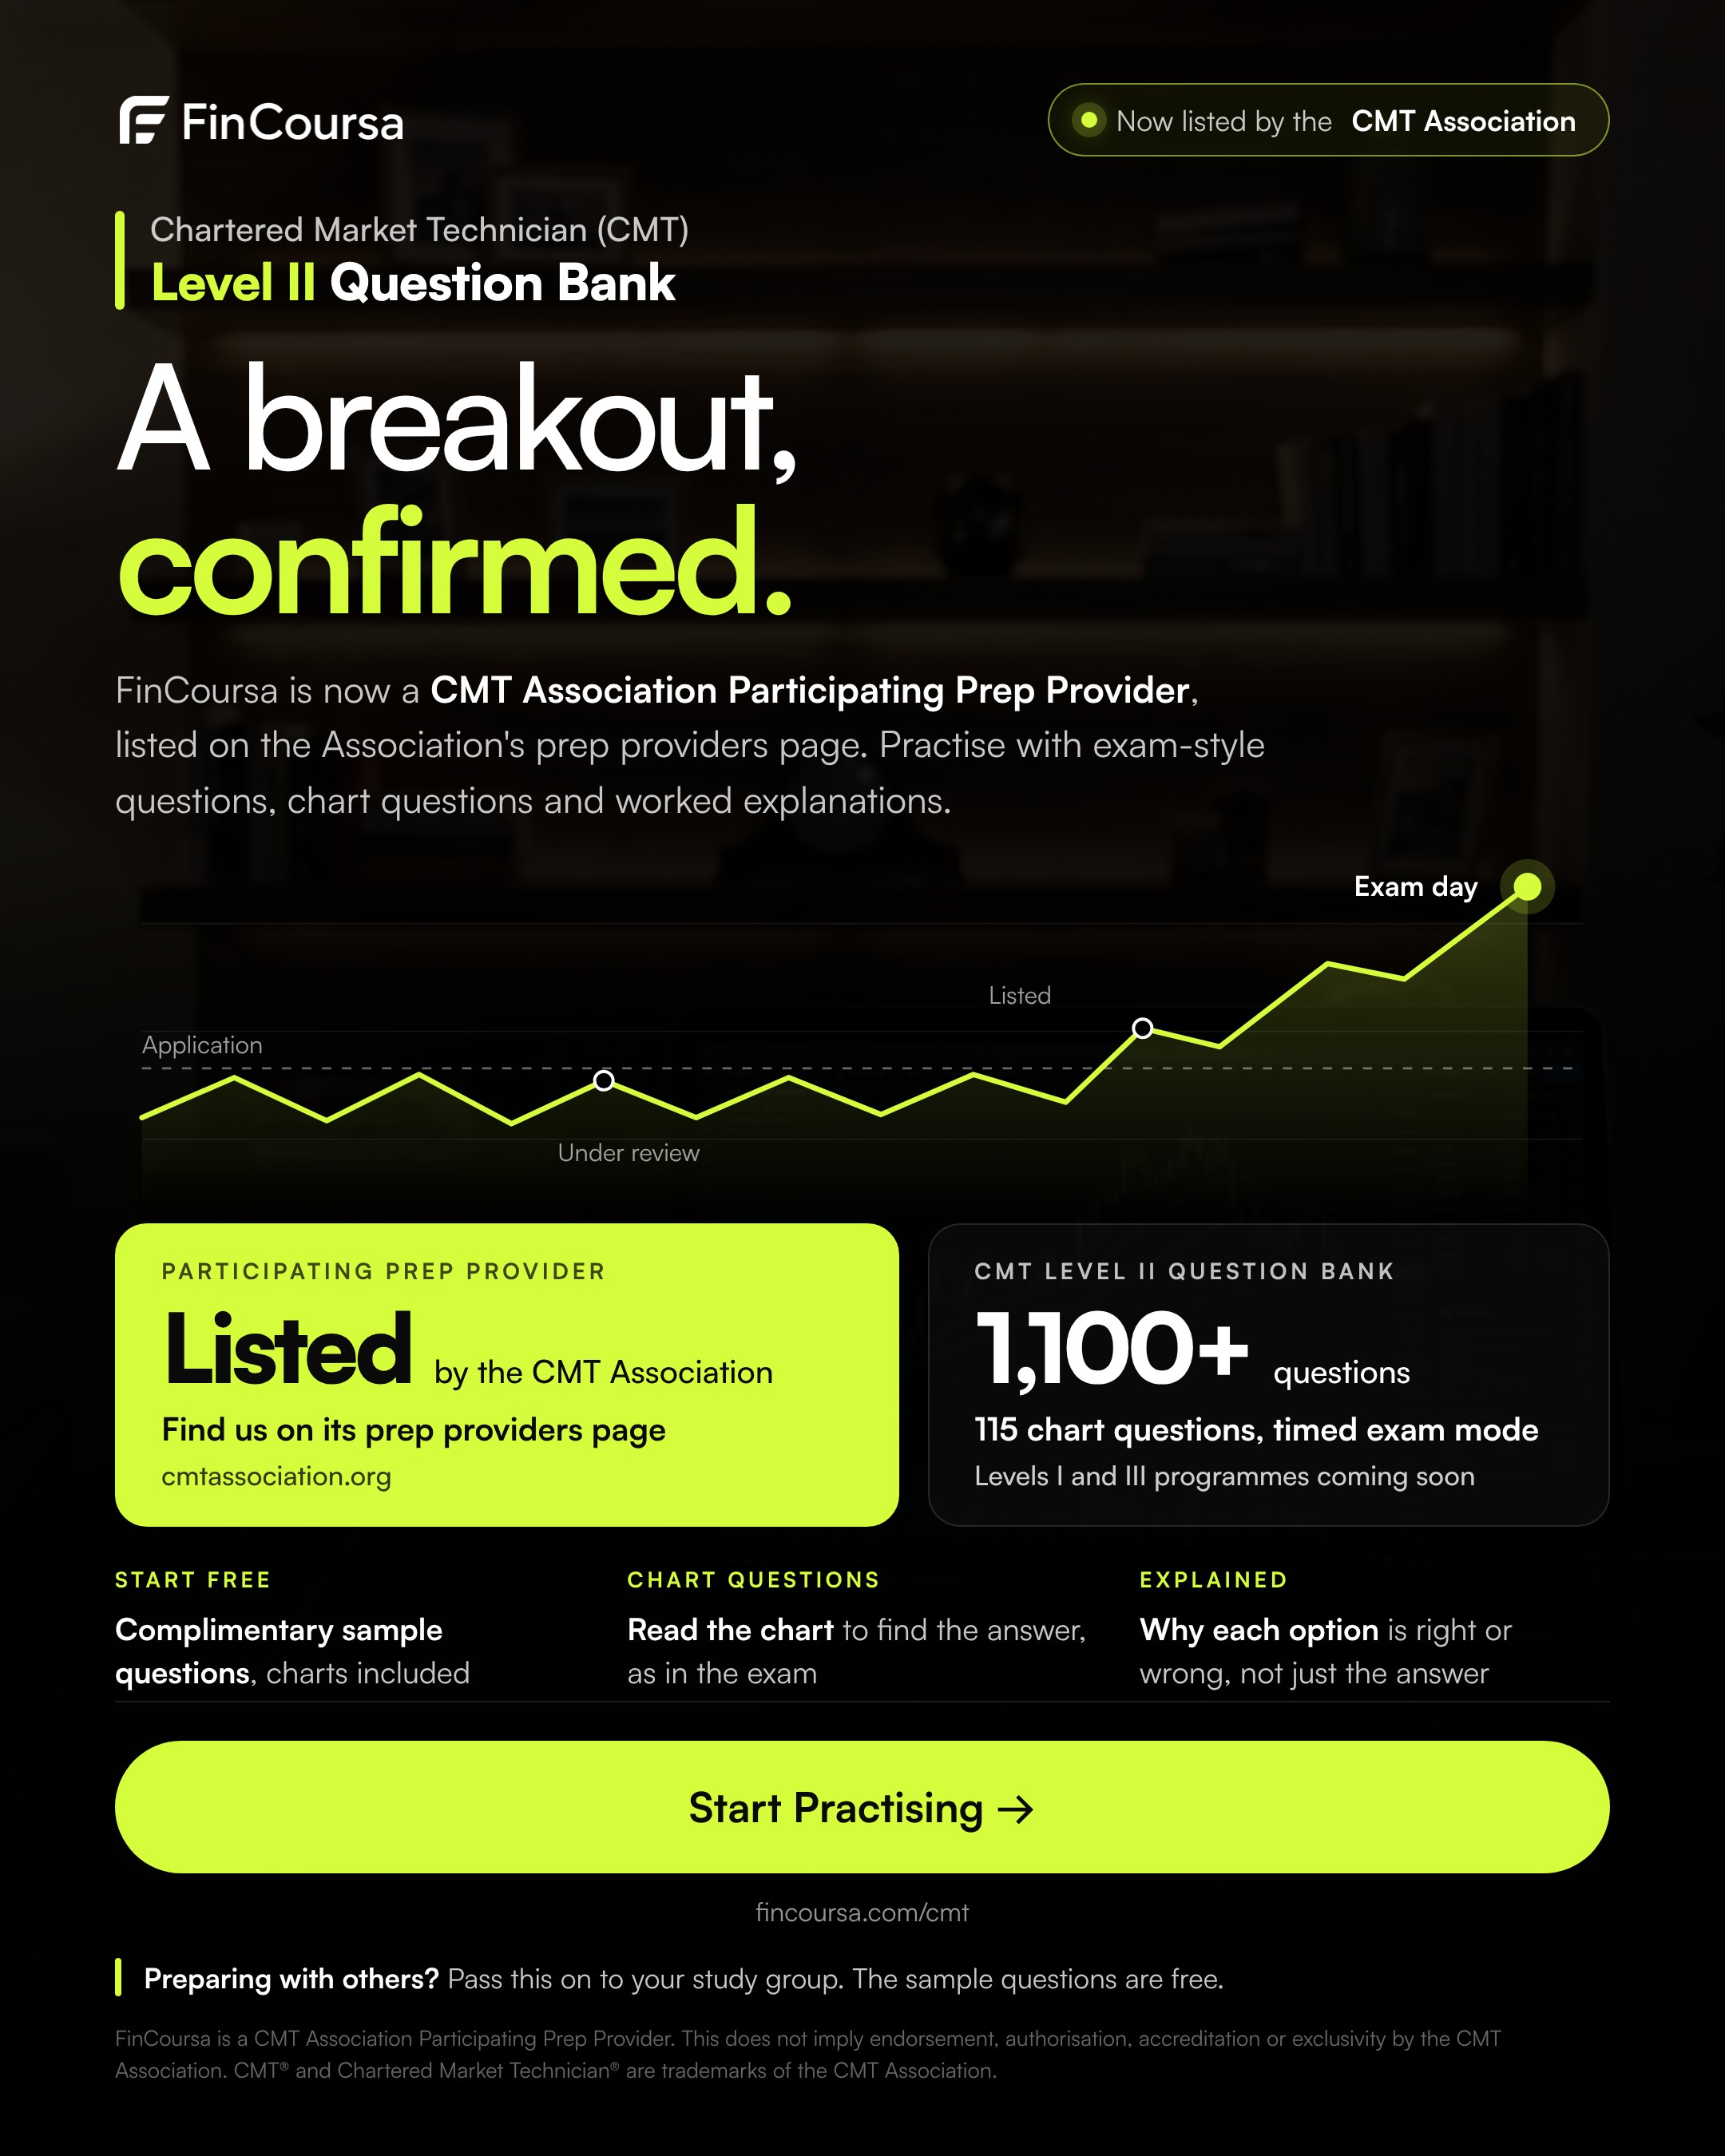 FinCoursa
Now listed by the CMT Association
Chartered Market Technician (CMT)
Level II Question Bank
A breakout,
confirmed.
FinCoursa is now a CMT Association Participating Prep Provider,
listed on the Association's prep providers page. Practise with exam-style
questions, chart questions and worked explanations.
Exam day
Listed
Application
Under review
PARTICIPATING PREP PROVIDER
Listed by the CMT Association
Find us on its prep providers page
cmtassociation.org
CMT LEVEL II QUESTION BANK
1,100+ questions
115 chart questions, timed exam mode
Levels I and III programmes coming soon
START FREE
Complimentary sample
questions, charts included
CHART QUESTIONS
Read the chart to find the answer,
as in the exam
EXPLAINED
Why each option is right or
wrong, not just the answer
Start Practising →
fincoursa.com/cmt
Preparing with others? Pass this on to your study group. The sample questions are free.
FinCoursa is a CMT Association Participating Prep Provider. This does not imply endorsement, authorisation, accreditation or exclusivity by the CMT
Association. CMT® and Chartered Market Technician® are trademarks of the CMT Association.